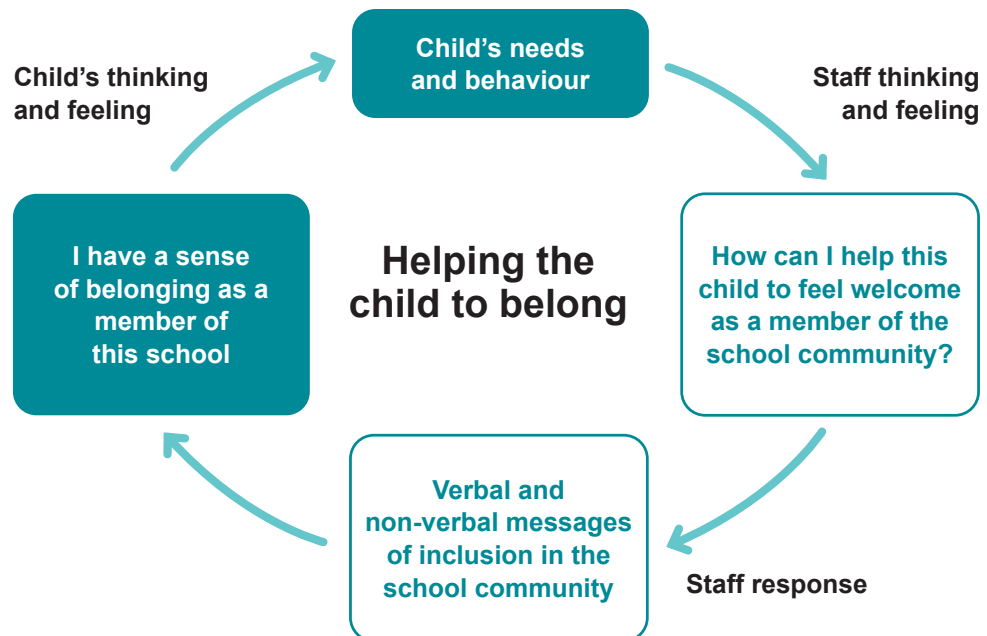 Child’s needs
and behaviour
Child’s thinking
and feeling
Staff thinking
and feeling
I have a sense
of belonging as a
member of
this school
Helping the
child to belong
How can I help this
child to feel welcome
as a member of the
school community?
Verbal and
non-verbal messages
of inclusion in the
school community
Staff response